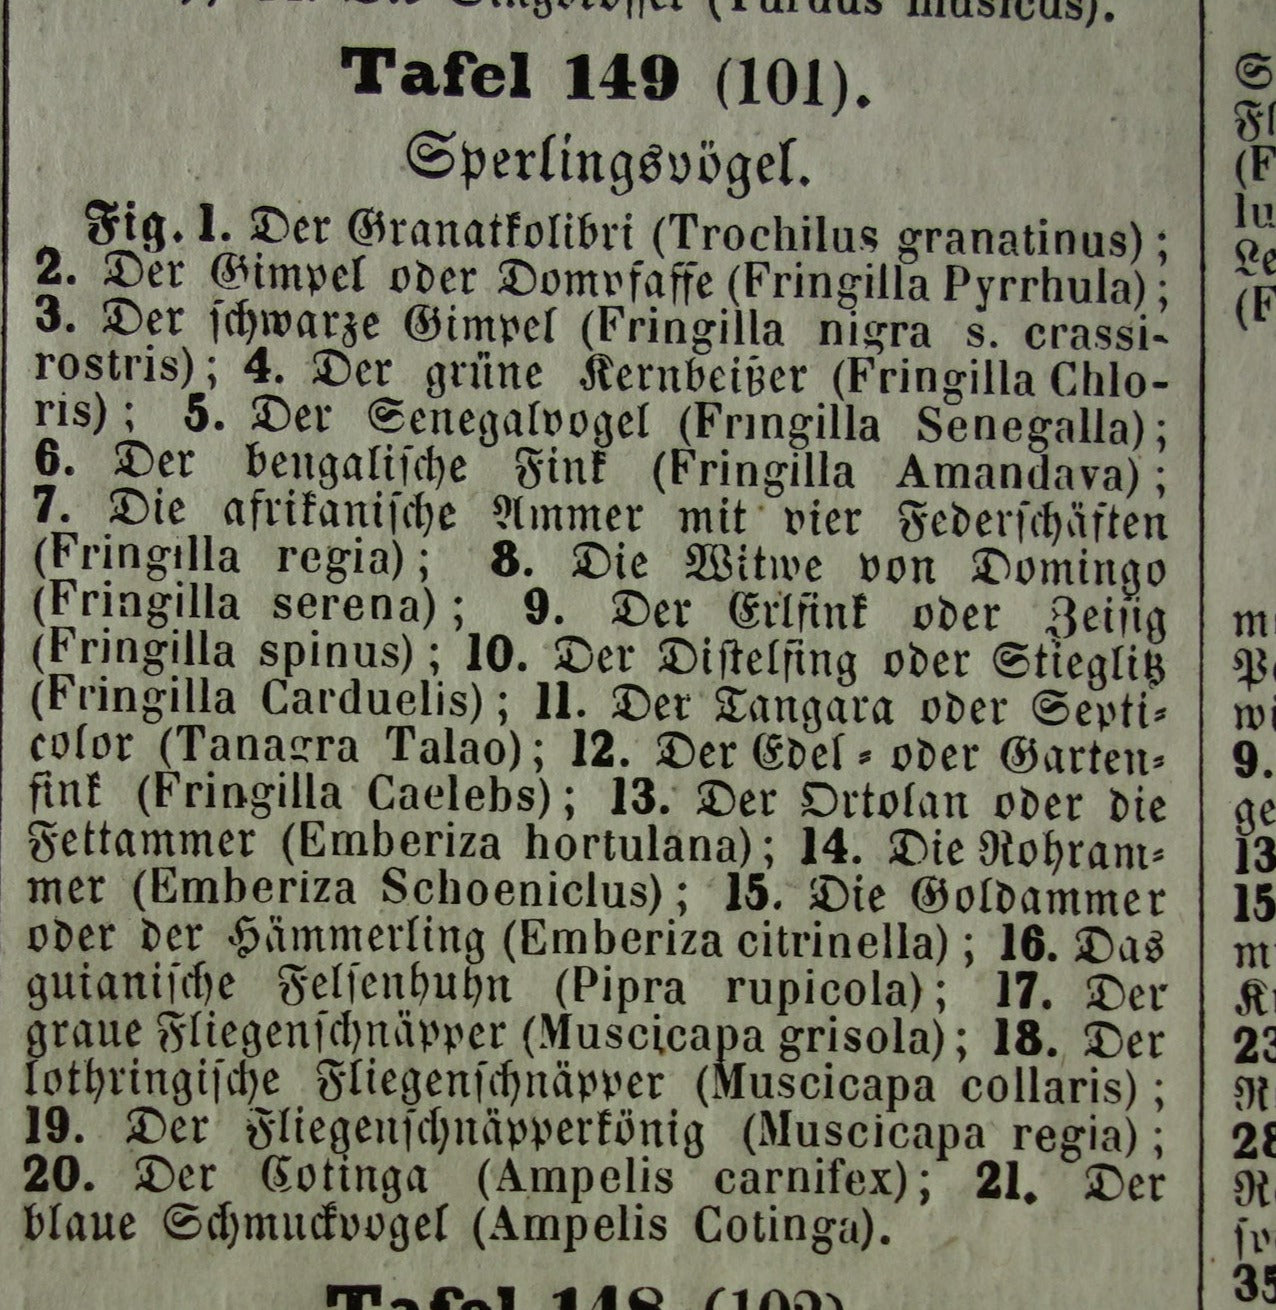 (Turdus musicus).
Tafel 149 (101).
Sperlingsvögel.
Fig. 1. Der Granatkolibri (Trochilus granatinus);
2. Der Gimpel oder Dompfaffe (Fringilla Pyrrhula);
3. Der schwarze Gimpel (Fringilla nigra s. crassi-
rostris); 4. Der grüne Kernbeißer (Fringilla Chlo-
ris); 5. Der Senegalvogel (Fringilla Senegalla);
6. Der bengalische Fink (Fringilla Amandava);
7. Die afrikanische Ammer mit vier Federschäften
(Fringilla regia); 8. Die Witwe von Domingo
(Fringilla serena); 9. Der Erlfink oder Zeisig
(Fringilla spinus); 10. Der Distelfing oder Stieglitz
(Fringilla Carduelis); 11. Der Tangara oder Septi-
color (Tanagra Talao); 12. Der Edel- oder Garten-
fink (Fringilla Caelebs); 13. Der Ortolan oder die
Fettammer (Emberiza hortulana); 14. Die Rohram-
mer (Emberiza Schoeniclus); 15. Die Goldammer
oder der Hämmerling (Emberiza citrinella); 16. Das
guianische Felsenhuhn (Pipra rupicola); 17. Der
graue Fliegenschnäpper (Muscicapa grisola); 18. Der
lothringische Fliegenschnäpper (Muscicapa collaris);
19. Der Fliegenschnäpperkönig (Muscicapa regia);
20. Der Cotinga (Ampelis carnifex); 21. Der
blaue Schmuckvogel (Ampelis Cotinga).
Tafel 148 (102)